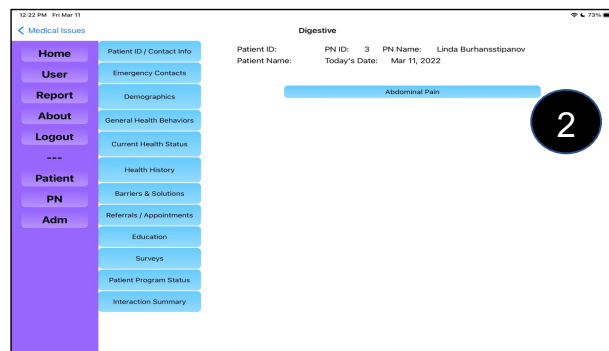 12:22 PM Fri Mar 11
73%
Medical Issues
Digestive
Home
User
Report
About
Logout
---
Patient
PN
Adm
Patient ID / Contact Info
Emergency Contacts
Demographics
General Health Behaviors
Current Health Status
Health History
Barriers & Solutions
Referrals / Appointments
Education
Surveys
Patient Program Status
Interaction Summary
Patient ID: PN ID: 3 PN Name: Linda Burhansstipanov
Patient Name: Today's Date: Mar 11, 2022
Abdominal Pain
2